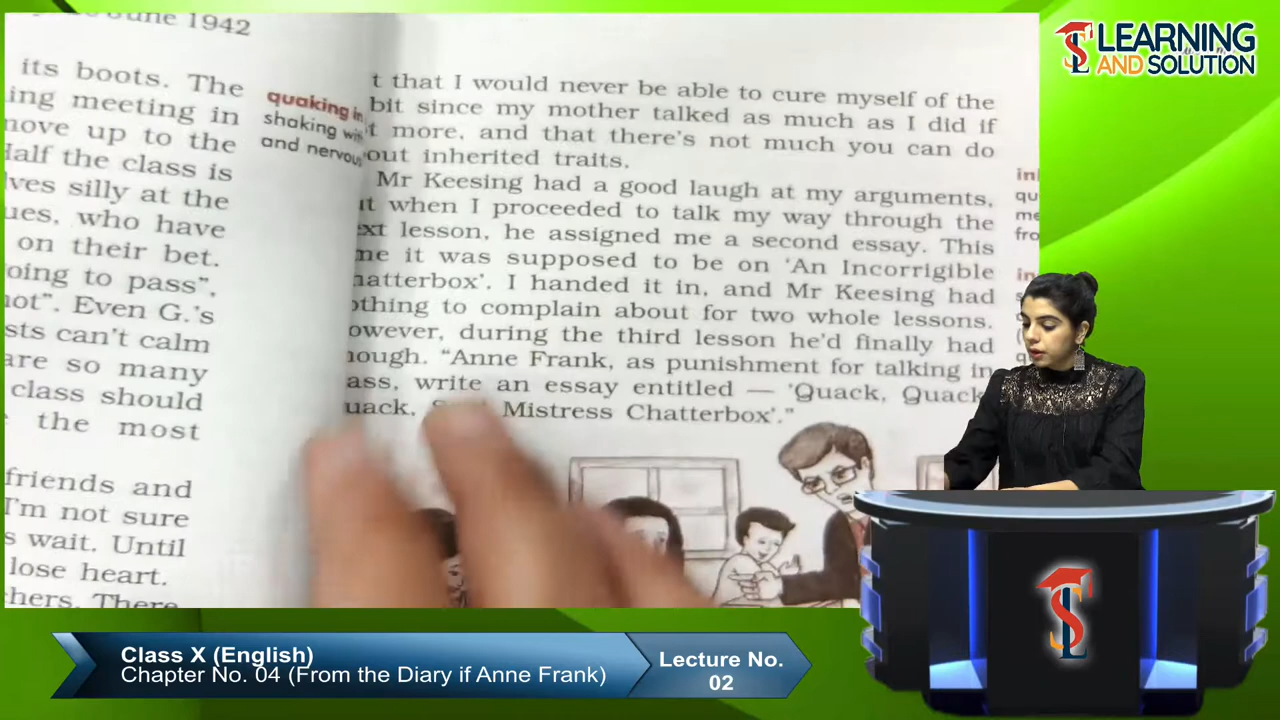 June 1942
its boots. The
ing meeting in
move up to the
Half the class is
lves silly at the
ues, who have
on their bet.
oing to pass”,
not”. Even G.’s
sts can’t calm
are so many
class should
the most
friends and
I’m not sure
s wait. Until
lose heart.
quaking in
shaking
and nervous
t that I would never be able to cure myself of the
bit since my mother talked as much as I did if
t more, and that there’s not much you can do
out inherited traits.
Mr Keesing had a good laugh at my arguments,
t when I proceeded to talk my way through the
ext lesson, he assigned me a second essay. This
me it was supposed to be on ‘An Incorrigible
hatterbox’. I handed it in, and Mr Keesing had
othing to complain about for two whole lessons.
owever, during the third lesson he’d finally had
nough. “Anne Frank, as punishment for talking in
ass, write an essay entitled — ‘Quack, Quack
uack, Mistress Chatterbox’.”
in
qu
me
fro
in
LEARNING
AND SOLUTION
Class X (English)
Chapter No. 04 (From the Diary if Anne Frank)
Lecture No.
02